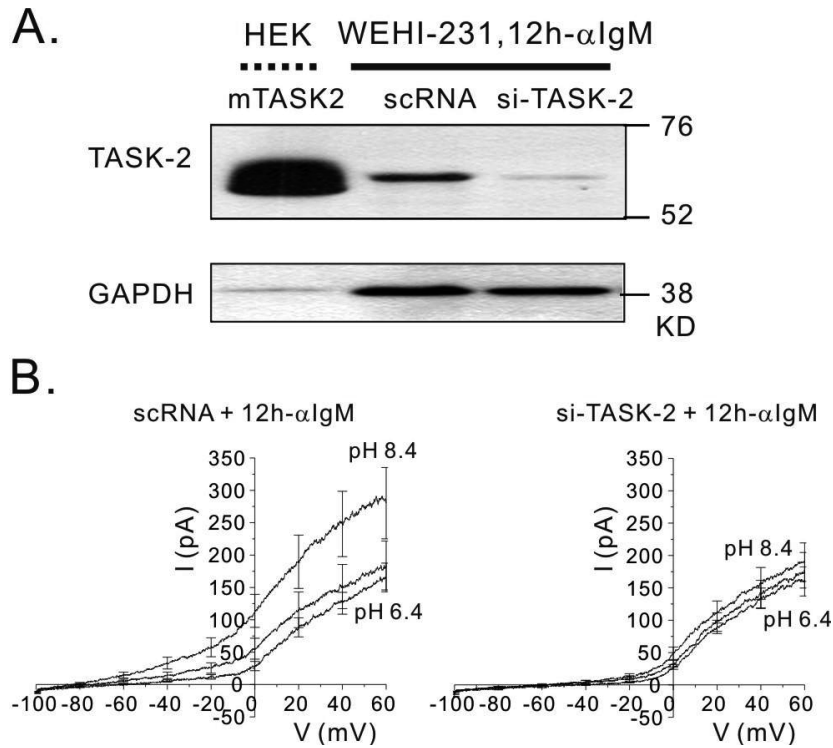 A.
HEK WEHI-231,12h-αIgM
mTASK2 scRNA si-TASK-2
TASK-2
76
52
GAPDH
38
KD
B.
scRNA + 12h-αIgM
I (pA)
350
300
250
200
150
100
50
0
-50
-100 -80 -60 -40 -20 0 20 40 60
V (mV)
pH 8.4
pH 6.4
si-TASK-2 + 12h-αIgM
I (pA)
350
300
250
200
150
100
50
0
-50
-100 -80 -60 -40 -20 0 20 40 60
V (mV)
pH 8.4
pH 6.4